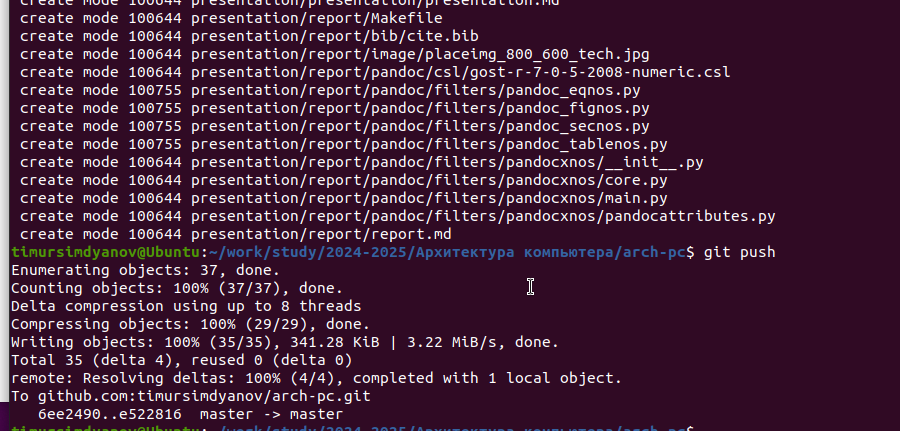 create mode 100644 presentation/presentation/presentation.md
create mode 100644 presentation/report/Makefile
create mode 100644 presentation/report/bib/cite.bib
create mode 100644 presentation/report/image/placeimg_800_600_tech.jpg
create mode 100644 presentation/report/pandoc/csl/gost-r-7-0-5-2008-numeric.csl
create mode 100755 presentation/report/pandoc/filters/pandoc_eqnos.py
create mode 100755 presentation/report/pandoc/filters/pandoc_fignos.py
create mode 100755 presentation/report/pandoc/filters/pandoc_secnos.py
create mode 100755 presentation/report/pandoc/filters/pandoc_tablenos.py
create mode 100644 presentation/report/pandoc/filters/pandocxnos/__init__.py
create mode 100644 presentation/report/pandoc/filters/pandocxnos/core.py
create mode 100644 presentation/report/pandoc/filters/pandocxnos/main.py
create mode 100644 presentation/report/pandoc/filters/pandocxnos/pandocattributes.py
create mode 100644 presentation/report/report.md
timursimdyanov@Ubuntu:~/work/study/2024-2025/Архитектура компьютера/arch-pc$ git push
Enumerating objects: 37, done.
Counting objects: 100% (37/37), done.
Delta compression using up to 8 threads
Compressing objects: 100% (29/29), done.
Writing objects: 100% (35/35), 341.28 KiB | 3.22 MiB/s, done.
Total 35 (delta 4), reused 0 (delta 0)
remote: Resolving deltas: 100% (4/4), completed with 1 local object.
To github.com:timursimdyanov/arch-pc.git
6ee2490..e522816  master -> master
timursimdyanov@Ubuntu:~/work/study/2024-2025/Архитектура компьютера/arch-pc$